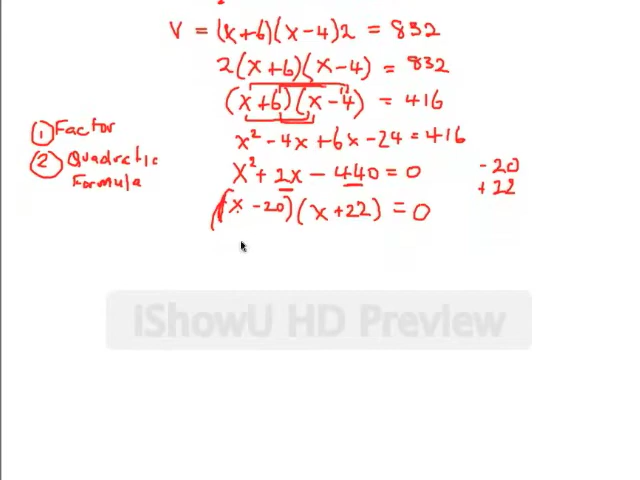 V = (x+6)(x-4)2 = 832
2(x+6)(x-4) = 832
(x+6)(x-4) = 416
① Factor
x² - 4x + 6x - 24 = 416
② Quadratic
Formula
x² + 2x - 440 = 0
-20
+22
(x - 20)(x + 22) = 0
iShowU HD Preview